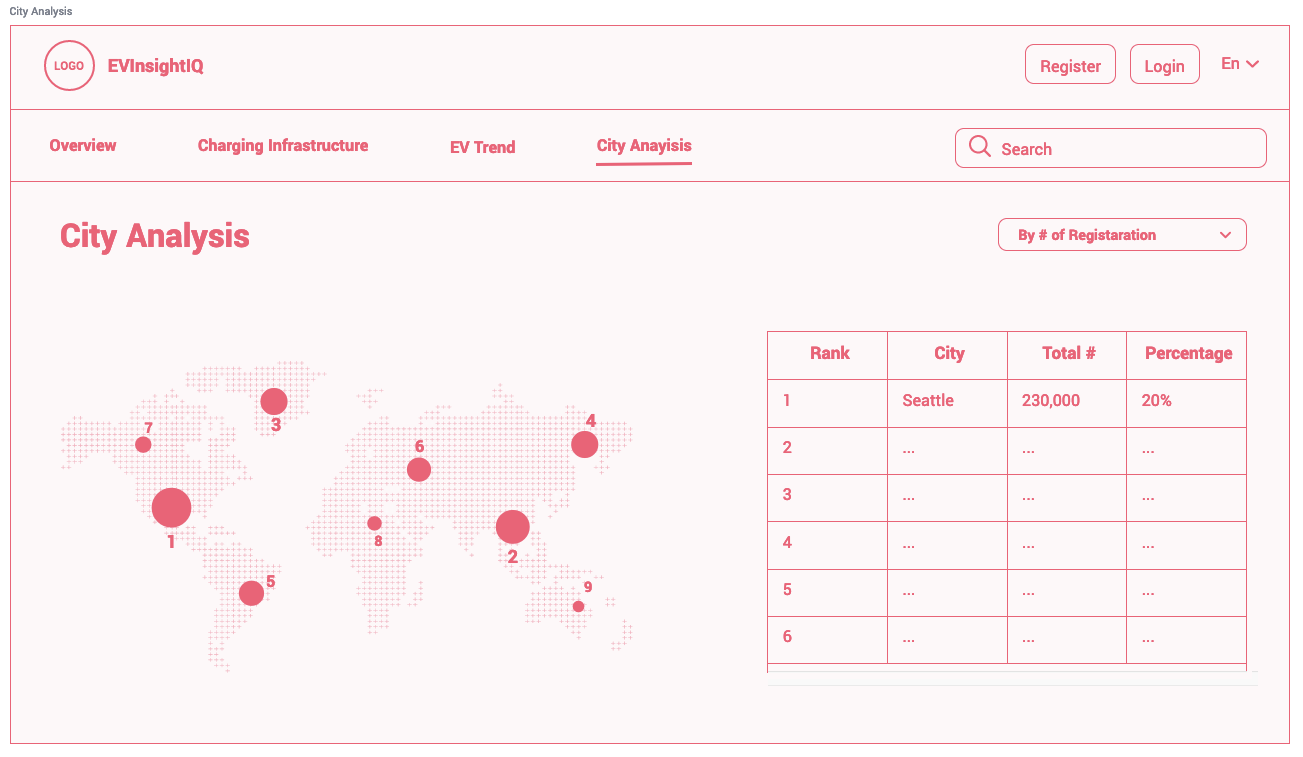 City Analysis
LOGO
EVInsightIQ
Register
Login
En
Overview
Charging Infrastructure
EV Trend
City Anayisis
Search
City Analysis
By # of Registaration
7
3
4
6
1
8
2
5
9
Rank City Total # Percentage
1 Seattle 230,000 20%
2 ... ... ...
3 ... ... ...
4 ... ... ...
5 ... ... ...
6 ... ... ...